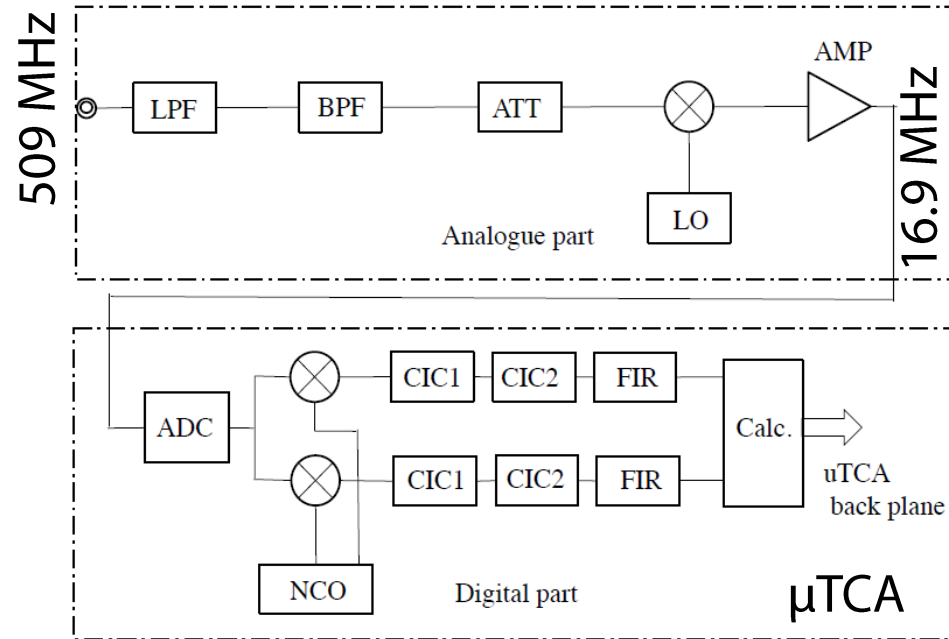 509 MHz
LPF
BPF
ATT
AMP
16.9 MHz
LO
Analogue part
ADC
CIC1
CIC2
FIR
Calc.
CIC1
CIC2
FIR
uTCA
back plane
NCO
Digital part
μTCA